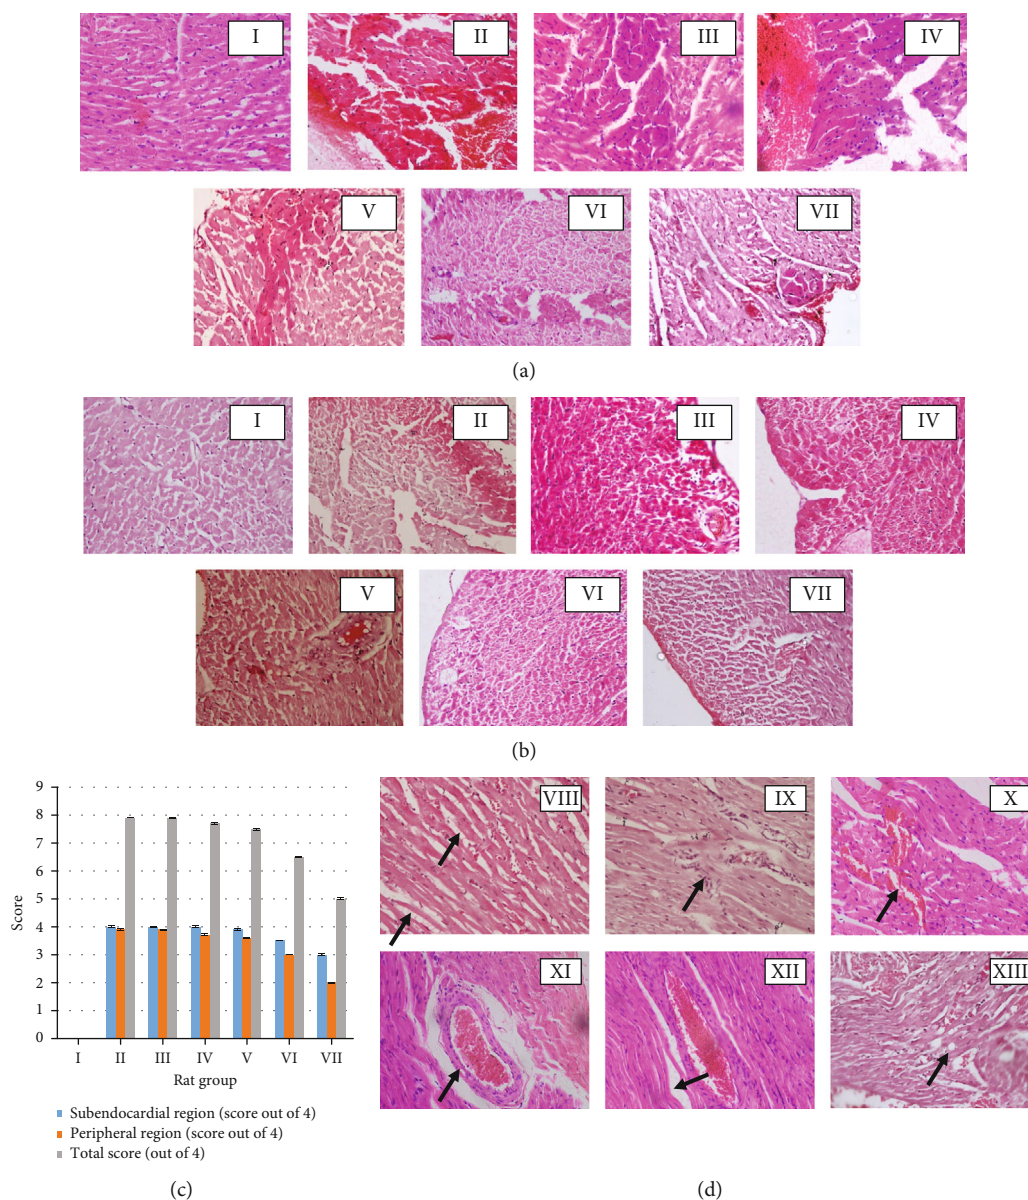 I
II
III
IV
V
VI
VII
(a)
I
II
III
IV
V
VI
VII
(b)
9
8
7
6
5
4
3
2
1
0
Score
I II III IV V VI VII
Rat group
Subendocardial region (score out of 4)
Peripheral region (score out of 4)
Total score (out of 4)
(c)
VIII
IX
X
XI
XII
XIII
(d)